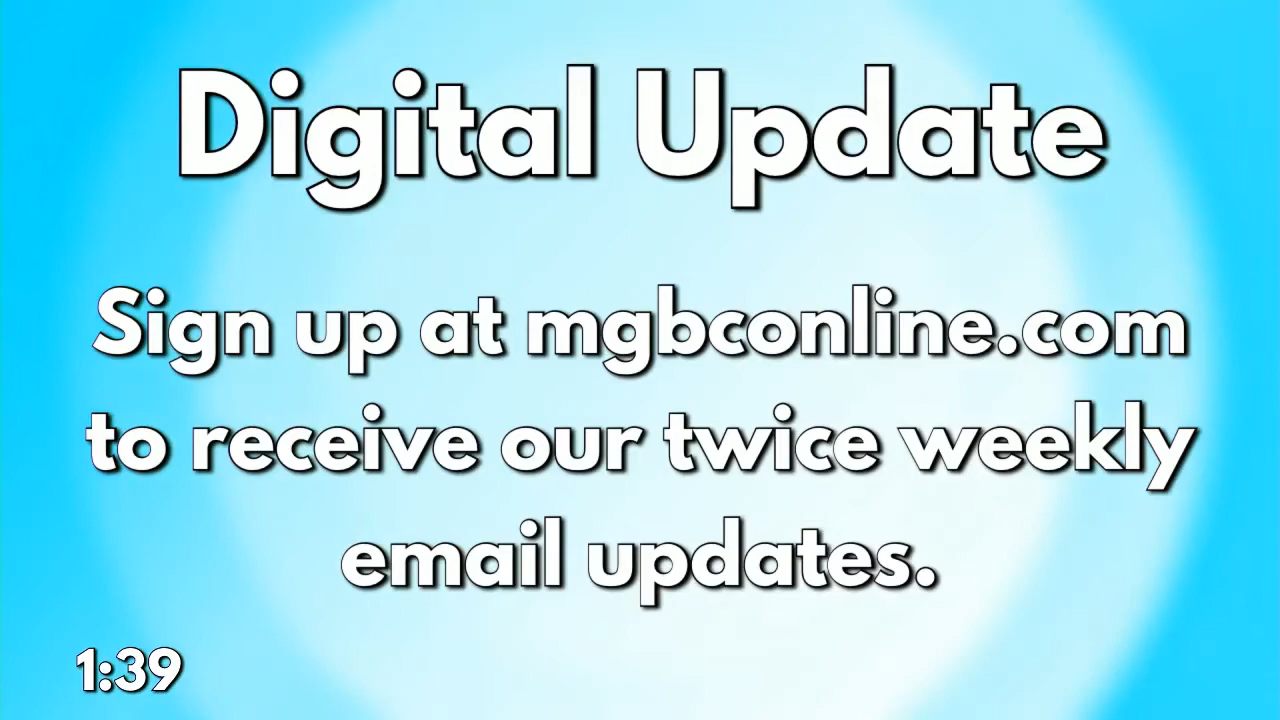 Digital Update
Sign up at mgbconline.com
to receive our twice weekly
email updates.
1:39